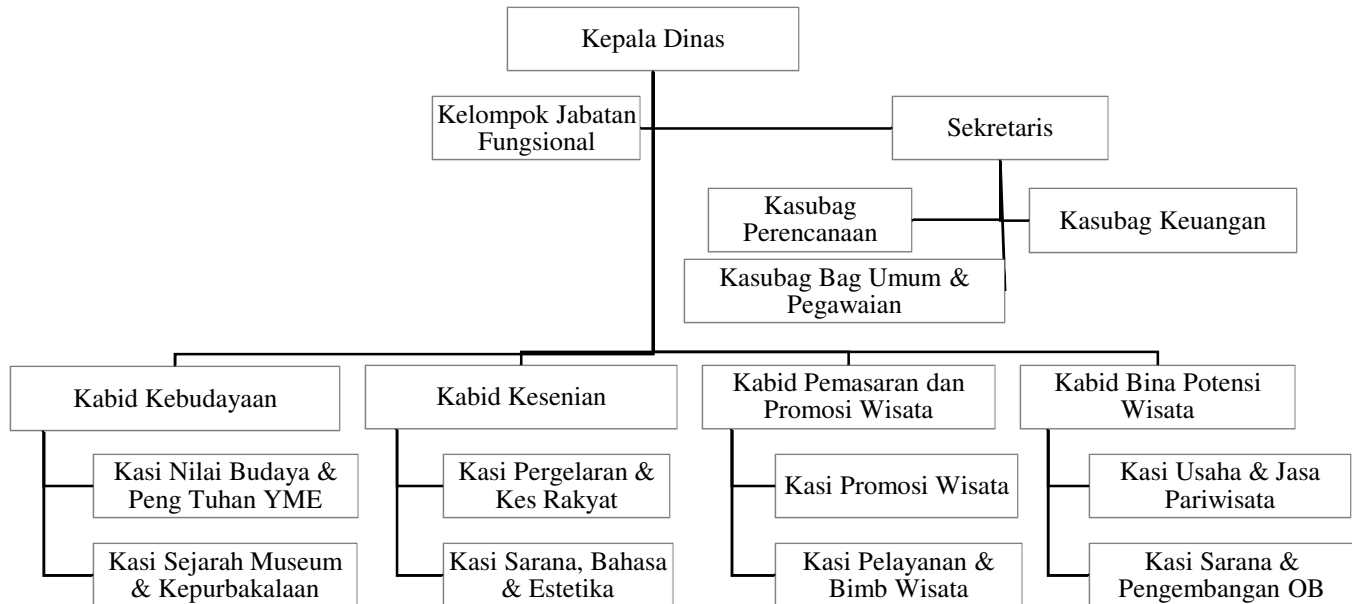 Kepala Dinas
Kelompok Jabatan
Fungsional
Sekretaris
Kasubag
Perencanaan
Kasubag Keuangan
Kasubag Bag Umum &
Pegawaian
Kabid Kebudayaan
Kabid Kesenian
Kabid Pemasaran dan
Promosi Wisata
Kabid Bina Potensi
Wisata
Kasi Nilai Budaya &
Peng Tuhan YME
Kasi Pergelaran &
Kes Rakyat
Kasi Promosi Wisata
Kasi Usaha & Jasa
Pariwisata
Kasi Sejarah Museum
& Kepurbakalaan
Kasi Sarana, Bahasa
& Estetika
Kasi Pelayanan &
Bimb Wisata
Kasi Sarana &
Pengembangan OB